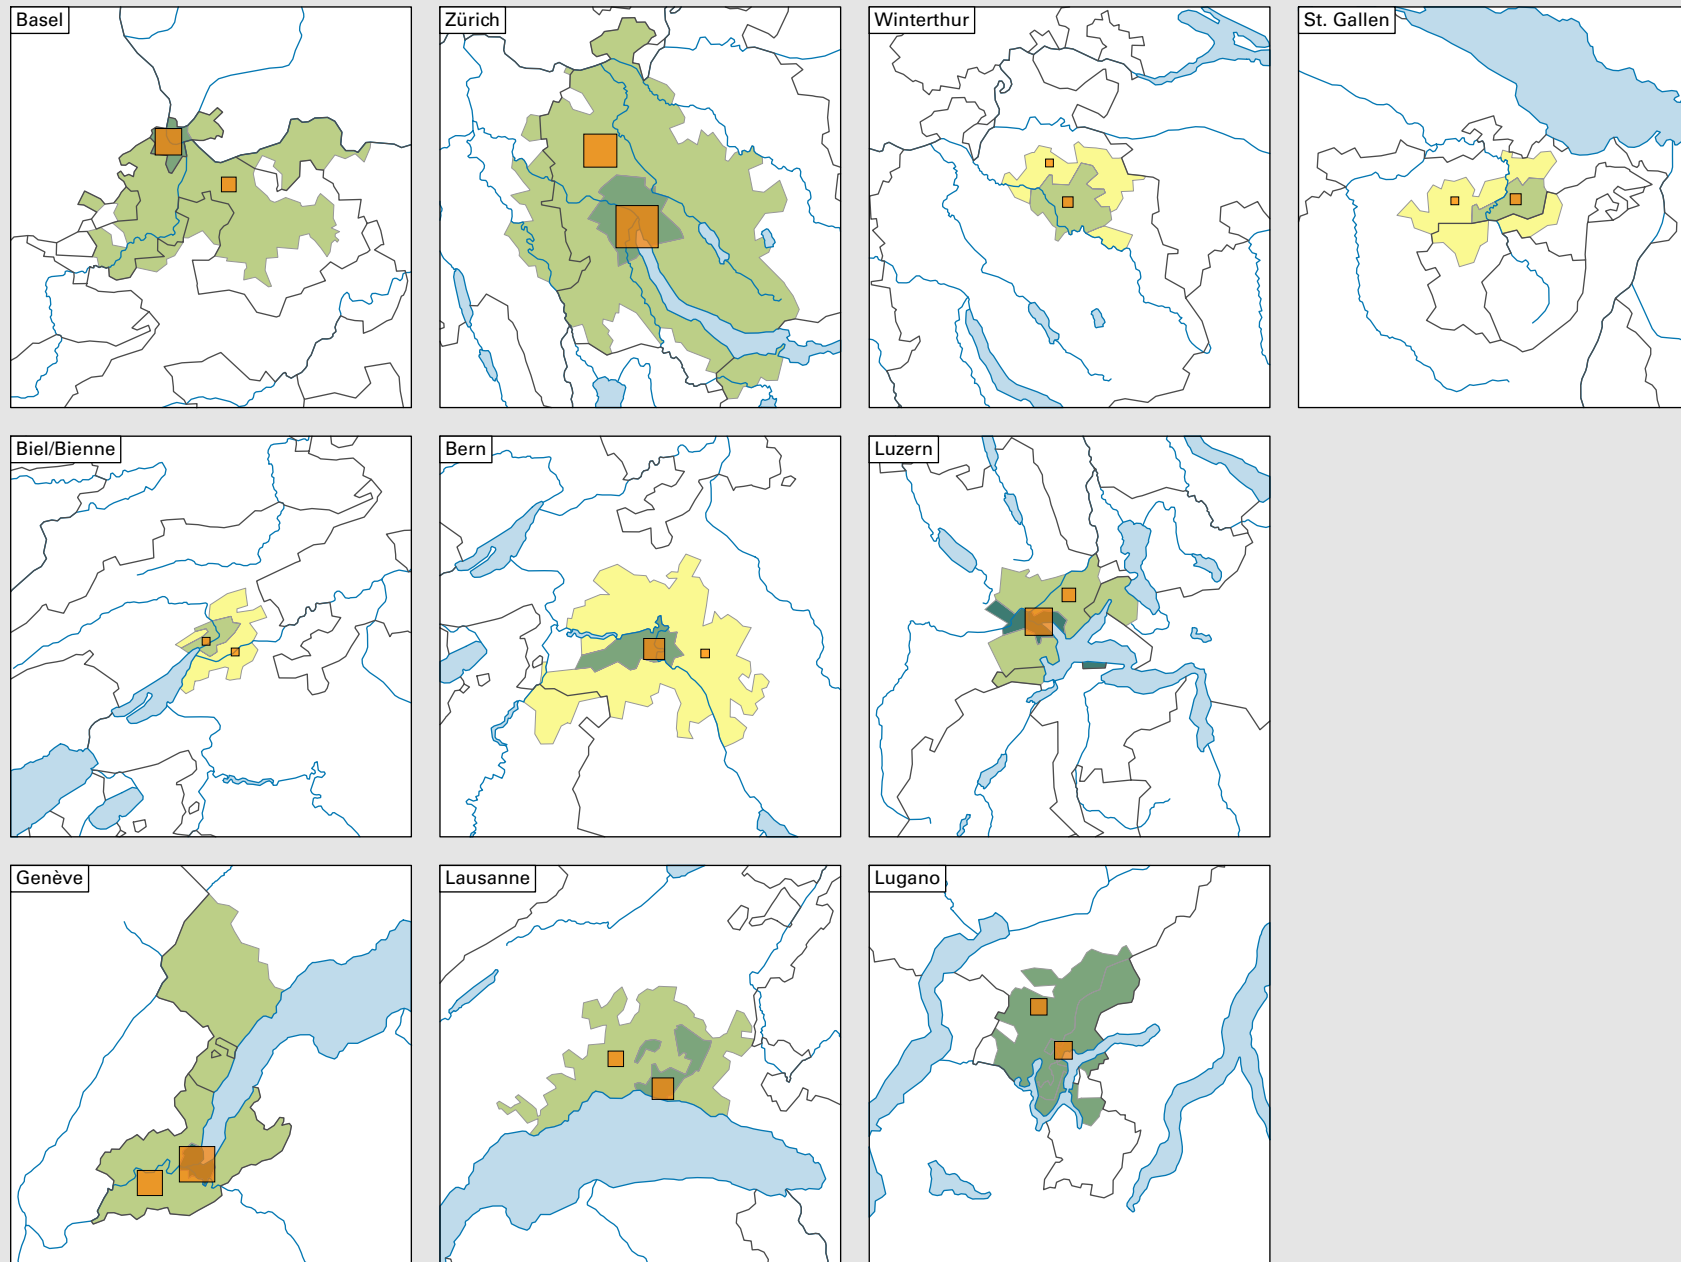 Basel
Zürich
Winterthur
St. Gallen
Biel/Bienne
Bern
Luzern
Genève
Lausanne
Lugano